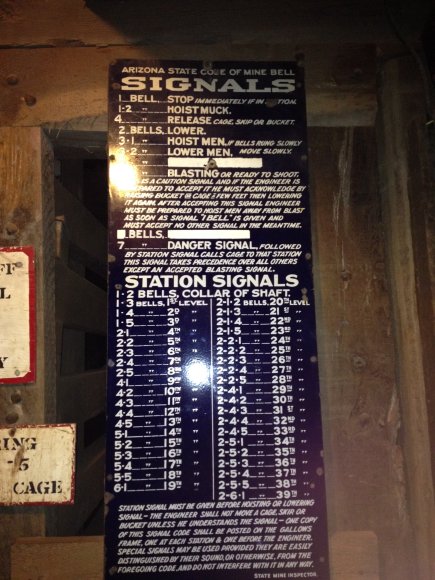 ARIZONA STATE CODE OF MINE BELL
SIGNALS
1 BELL, STOP IMMEDIATELY IF IN
1-2 " HOIST MUCK.
4 " RELEASE CAGE, SKIP OR BUCKET.
2 BELLS, LOWER.
3-1 " HOIST MEN, IF BELLS RUNG SLOWLY
3-2 " LOWER MEN, MOVE SLOWLY.
"
" BLASTING OR READY TO SHOOT.
IS A CAUTION SIGNAL AND IF THE ENGINEER IS
PREPARED TO ACCEPT IT HE MUST ACKNOWLEDGE BY
RAISING BUCKET OR CAGE A FEW FEET THEN LOWERING
IT AGAIN, AFTER ACCEPTING THIS SIGNAL ENGINEER
MUST BE PREPARED TO HOIST MEN AWAY FROM BLAST
AS SOON AS SIGNAL "1 BELL" IS GIVEN AND
MUST ACCEPT NO OTHER SIGNAL IN THE MEANTIME.
BELLS,
7 " DANGER SIGNAL, FOLLOWED
BY STATION SIGNAL CALLS CAGE TO THAT STATION
THIS SIGNAL TAKES PRECEDENCE OVER ALL OTHERS
EXCEPT AN ACCEPTED BLASTING SIGNAL.
STATION SIGNALS
1-2 BELLS, COLLAR OF SHAFT.
1-3 BELLS, 1ST LEVEL 2-1-2 BELLS, 20TH LEVEL
1-4 " 2D " 2-1-3 " 21ST "
1-5 " 3D " 2-1-4 " 22ND "
2-1 " 4TH " 2-1-5 " 23RD "
2-2 " 5TH " 2-2-1 " 24TH "
2-3 " 6TH " 2-2-2 " 25TH "
2-4 " 7TH " 2-2-3 " 26TH "
2-5 " 8TH " 2-2-4 " 27TH "
4-1 " 9TH " 2-2-5 " 28TH "
4-2 " 10TH " 2-4-1 " 29TH "
4-3 " 11TH " 2-4-2 " 30TH "
4-4 " 12TH " 2-4-3 " 31ST "
4-5 " 13TH " 2-4-4 " 32ND "
5-1 " 14TH " 2-4-5 " 33RD "
5-2 " 15TH " 2-5-1 " 34TH "
5-3 " 16TH " 2-5-2 " 35TH "
5-4 " 17TH " 2-5-3 " 36TH "
5-5 " 18TH " 2-5-4 " 37TH "
6-1 " 19TH " 2-5-5 " 38TH "
2-6-1 " 39TH "
STATION SIGNAL MUST BE GIVEN BEFORE HOISTING OR LOWERING
SIGNAL – THE ENGINEER SHALL NOT MOVE A CAGE, SKIP, OR
BUCKET UNLESS HE UNDERSTANDS THE SIGNAL – ONE COPY
OF THIS SIGNAL CODE SHALL BE POSTED ON THE GALLOWS
FRAME, ONE AT EACH STATION & ONE BEFORE THE ENGINEER.
SPECIAL SIGNALS MAY BE USED PROVIDED THEY ARE EASILY
DISTINGUISHED BY THEIR SOUND, OR OTHERWISE, FROM THE
FOREGOING CODE, AND DO NOT INTERFERE WITH IT IN ANY WAY.
STATE MINE INSPECTOR
-5
CAGE